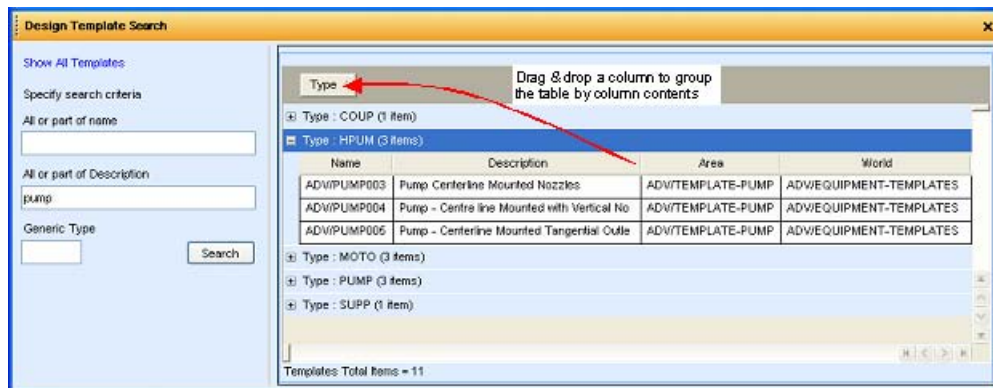 Design Template Search
Show All Templates
Specify search criteria
All or part of name
All or part of Description
pump
Generic Type
Search
Type
Drag & drop a column to group
the table by column contents
Type : COUP (1 item)
Type : HPUM (3 items)
Name Description Area World
ADV/PUMP003 Pump Centerline Mounted Nozzles ADV/TEMPLATE-PUMP ADV/EQUIPMENT-TEMPLATES
ADV/PUMP004 Pump - Centre line Mounted with Vertical No ADV/TEMPLATE-PUMP ADV/EQUIPMENT-TEMPLATES
ADV/PUMP005 Pump - Centerline Mounted Tangential Outle ADV/TEMPLATE-PUMP ADV/EQUIPMENT-TEMPLATES
Type : MOTO (3 items)
Type : PUMP (3 items)
Type : SUPP (1 item)
Templates Total Items = 11